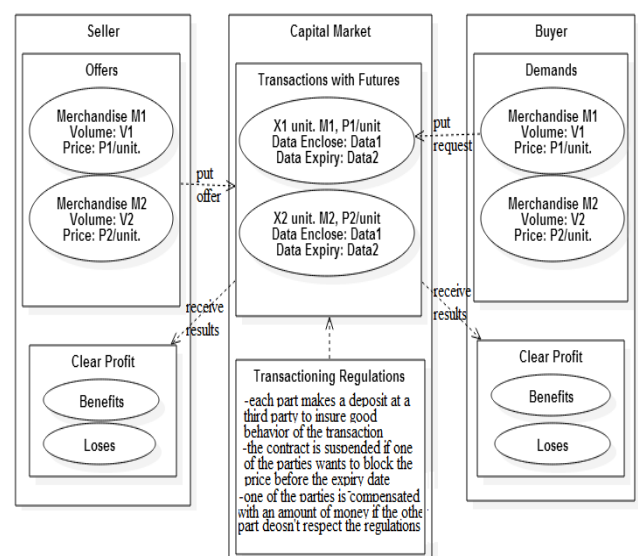 Seller
Offers
Merchandise M1
Volume: V1
Price: P1/unit.
Merchandise M2
Volume: V2
Price: P2/unit.
put
offer
receive
results
Clear Profit
Benefits
Loses
Capital Market
Transactions with Futures
X1 unit. M1, P1/unit
Data Enclose: Data1
Data Expiry: Data2
X2 unit. M2, P2/unit
Data Enclose: Data1
Data Expiry: Data2
Transactioning Regulations
-each part makes a deposit at a
third party to insure good
behavior of the transaction
-the contract is suspended if one
of the parties wants to block the
price before the expiry date
-one of the parties is compensated
with an amount of money if the othe
part deosn't respect the regulations
Buyer
Demands
Merchandise M1
Volume: V1
Price: P1/unit.
Merchandise M2
Volume: V2
Price: P2/unit.
put
request
receive
results
Clear Profit
Benefits
Loses